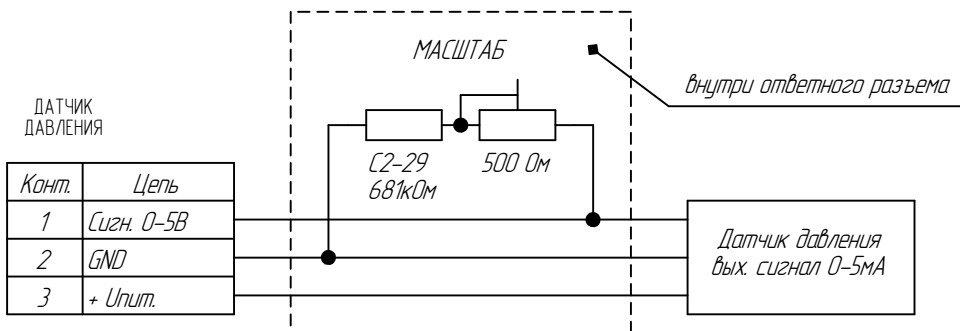 МАСШТАБ
внутри ответного разъема
ДАТЧИК
ДАВЛЕНИЯ
С2-29
681кОм
500 Ом
Конт. Цепь
1 Сигн. 0-5В
2 GND
3 + Uпит.
Датчик давления
вых. сигнал 0-5мА